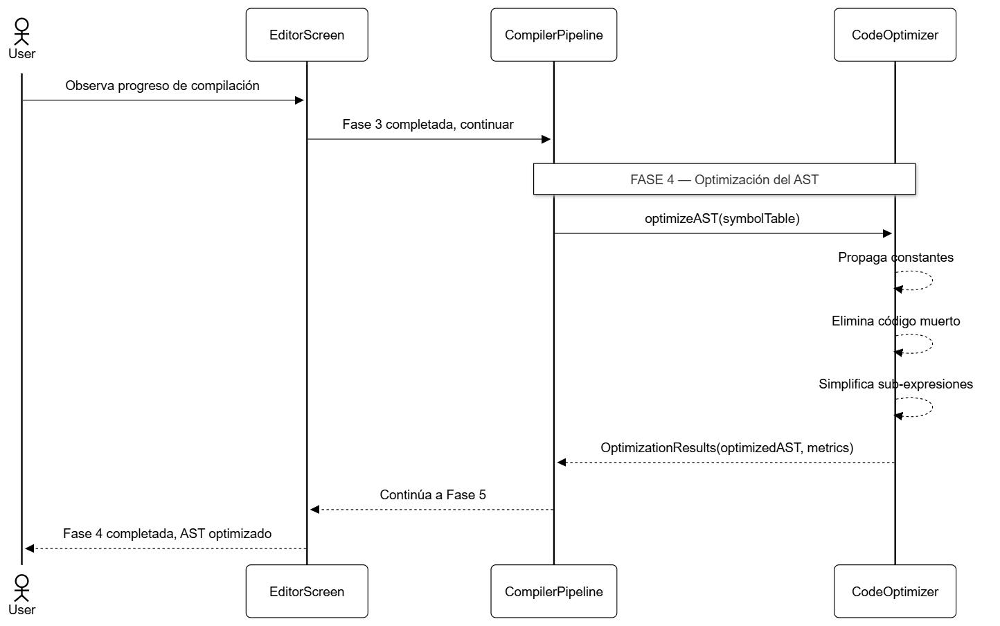 User
EditorScreen
CompilerPipeline
CodeOptimizer
Observa progreso de compilación
Fase 3 completada, continuar
FASE 4 — Optimización del AST
optimizeAST(symbolTable)
Propaga constantes
Elimina código muerto
Simplifica sub-expresiones
OptimizationResults(optimizedAST, metrics)
Continúa a Fase 5
Fase 4 completada, AST optimizado
User
EditorScreen
CompilerPipeline
CodeOptimizer